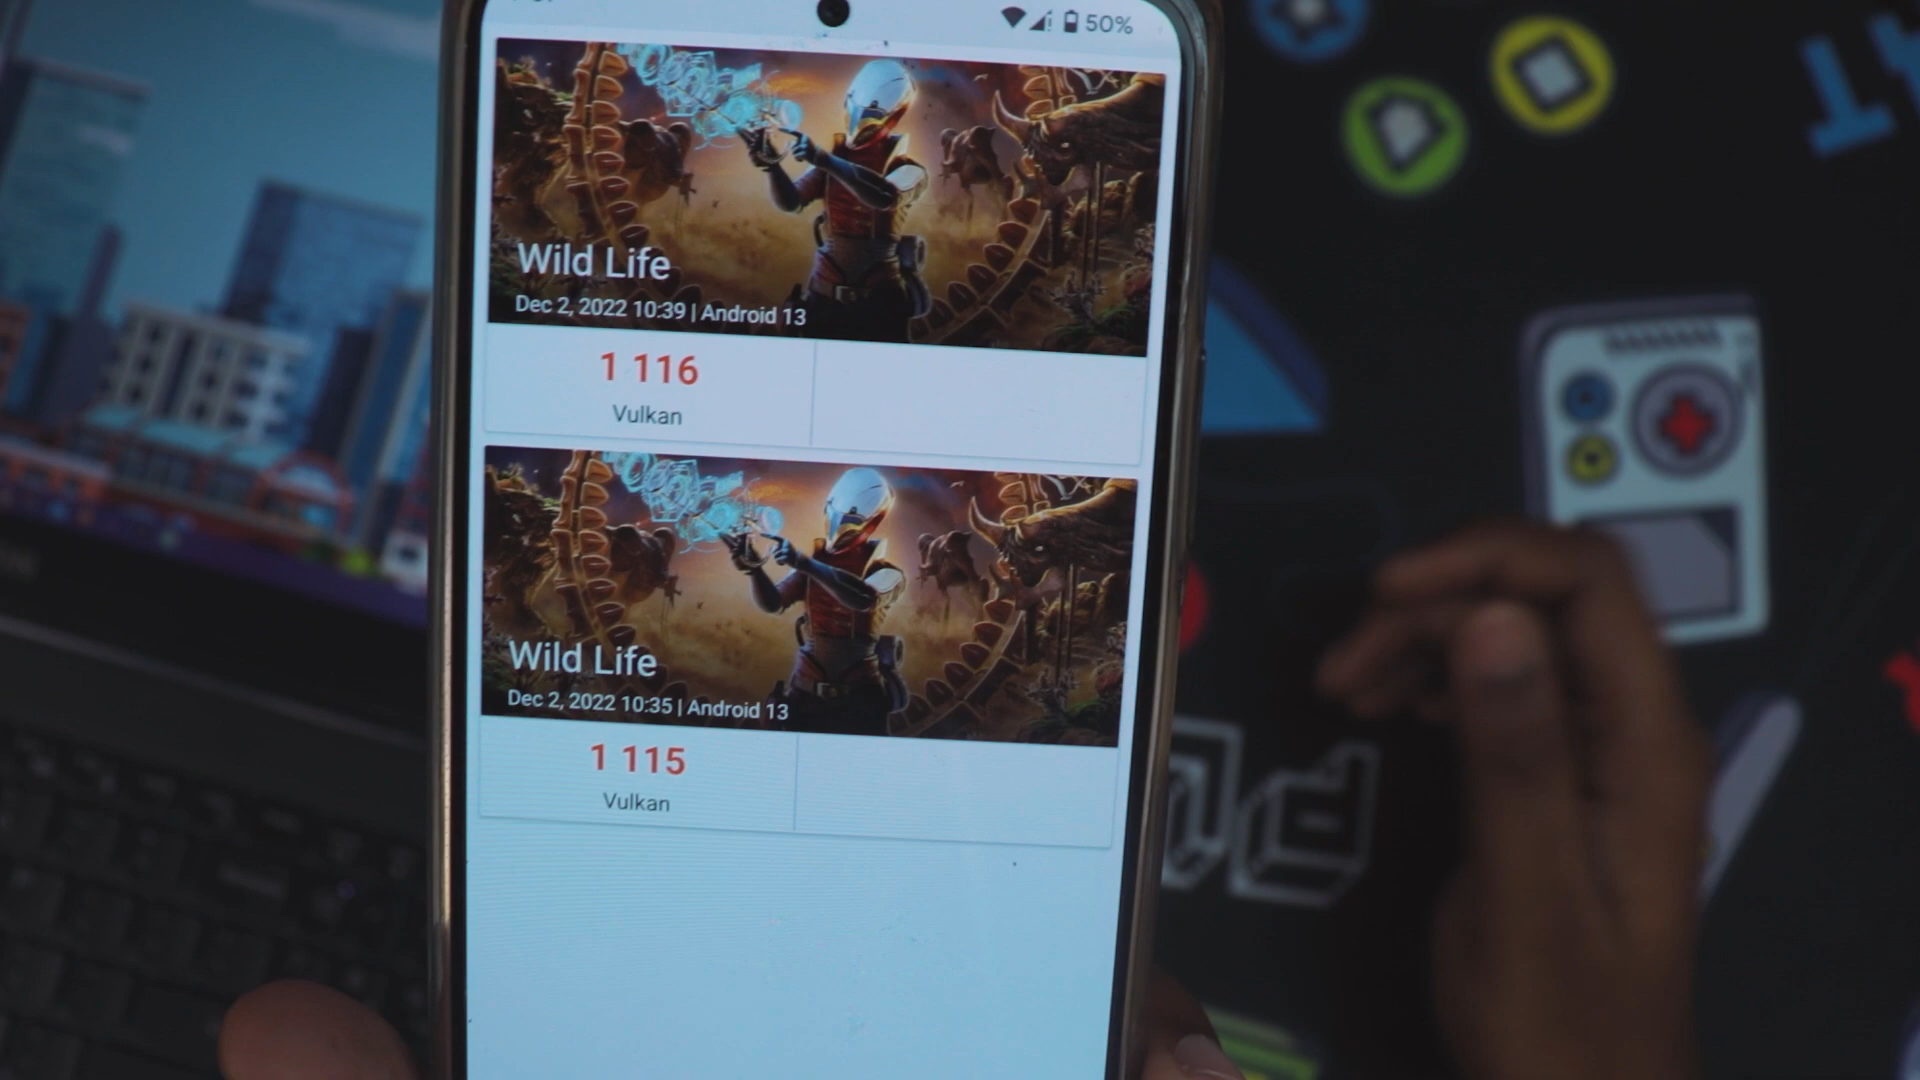 50%
Wild Life
Dec 2, 2022 10:39 | Android 13
1 116
Vulkan
Wild Life
Dec 2, 2022 10:35 | Android 13
1 115
Vulkan